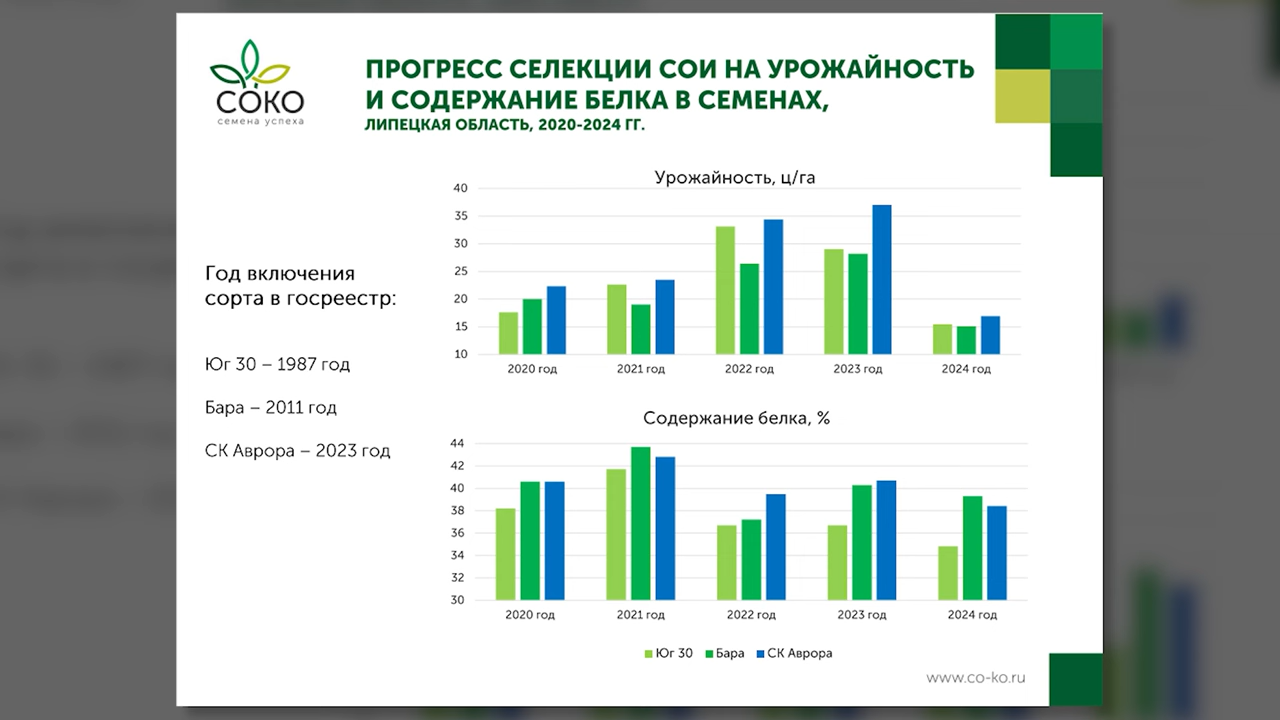 СОКО
семена успеха
ПРОГРЕСС СЕЛЕКЦИИ СОИ НА УРОЖАЙНОСТЬ
И СОДЕРЖАНИЕ БЕЛКА В СЕМЕНАХ,
ЛИПЕЦКАЯ ОБЛАСТЬ, 2020-2024 ГГ.
Год включения
сорта в госреестр:
Юг 30 – 1987 год
Бара – 2011 год
СК Аврора – 2023 год
Урожайность, ц/га
40
35
30
25
20
15
10
2020 год 2021 год 2022 год 2023 год 2024 год
Содержание белка, %
44
42
40
38
36
34
32
30
2020 год 2021 год 2022 год 2023 год 2024 год
Юг 30 Бара СК Аврора
www.co-ko.ru